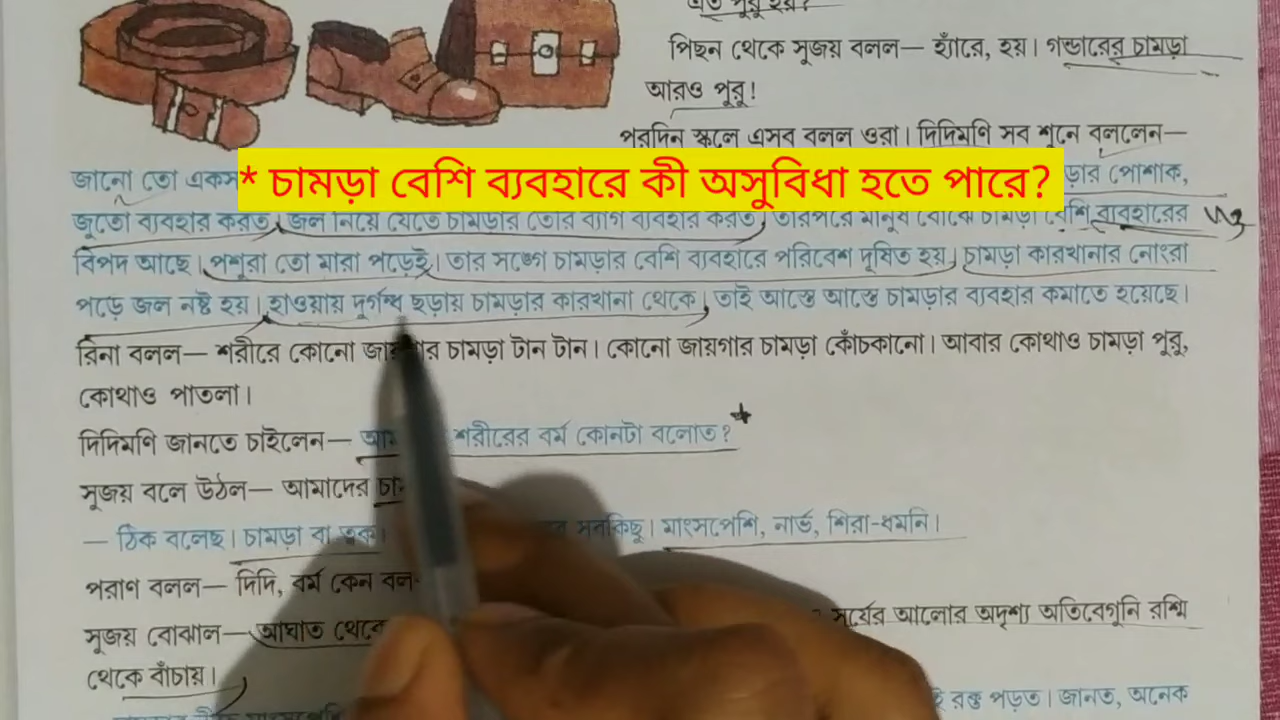 এত পুরু হয়?
পিছন থেকে সুজয় বলল— হ্যাঁরে, হয়। গন্ডারের চামড়া
আরও পুরু!
পরদিন স্কুলে এসব বলল ওরা। দিদিমণি সব শুনে বললেন—
জানো তো একস
* চামড়া বেশি ব্যবহারে কী অসুবিধা হতে পারে?
পোশাক,
জুতো ব্যবহার করত, জল নিয়ে যেতে চামড়ার তৈরি ব্যাগ ব্যবহার করত, তারপরে মানুষ বোঝে চামড়া বেশি ব্যবহারের
বিপদ আছে। পশুরা তো মারা পড়েই। তার সঙ্গে চামড়ার বেশি ব্যবহারে পরিবেশ দূষিত হয়, চামড়া কারখানার নোংরা
পড়ে জল নষ্ট হয়। হাওয়ায় দুর্গন্ধ ছড়ায় চামড়ার কারখানা থেকে, তাই আস্তে আস্তে চামড়ার ব্যবহার কমাতে হয়েছে।
রিনা বলল— শরীরে কোনো জায়গার চামড়া টান টান। কোনো জায়গার চামড়া কোঁচকানো। আবার কোথাও চামড়া পুরু,
কোথাও পাতলা।
দিদিমণি জানতে চাইলেন— শরীরের বর্ম কোনটা বলোত?
সুজয় বলে উঠল— আমাদের
— ঠিক বলেছ। চামড়া বা ত্বক সবকিছু। মাংসপেশি, নার্ভ, শিরা-ধমনি।
পরাণ বলল— দিদি, বর্ম কেন বল
সুজয় বোঝাল— আঘাত থেকে সূর্যের আলোর অদৃশ্য অতিবেগুনি রশ্মি
থেকে বাঁচায়।
রক্ত পড়ত। জানত, অনেক